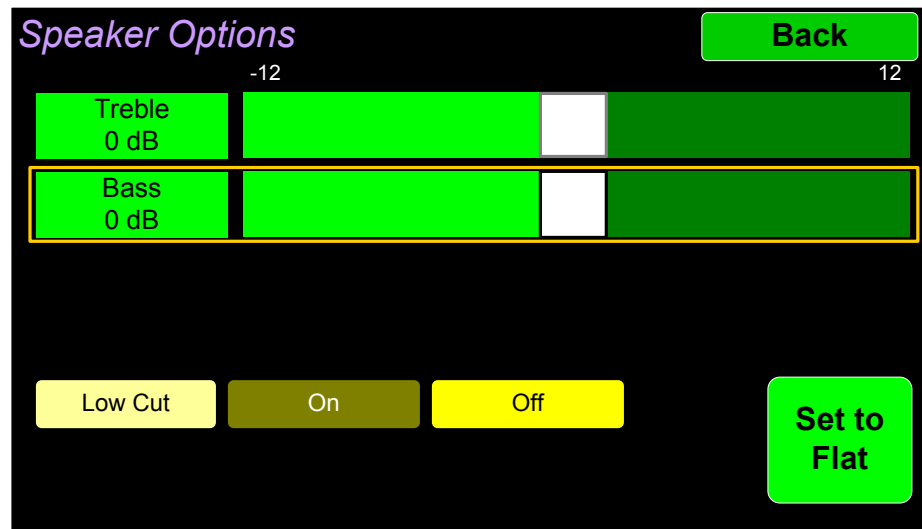 Speaker Options
Back
-12
12
Treble
0 dB
Bass
0 dB
Low Cut
On
Off
Set to
Flat